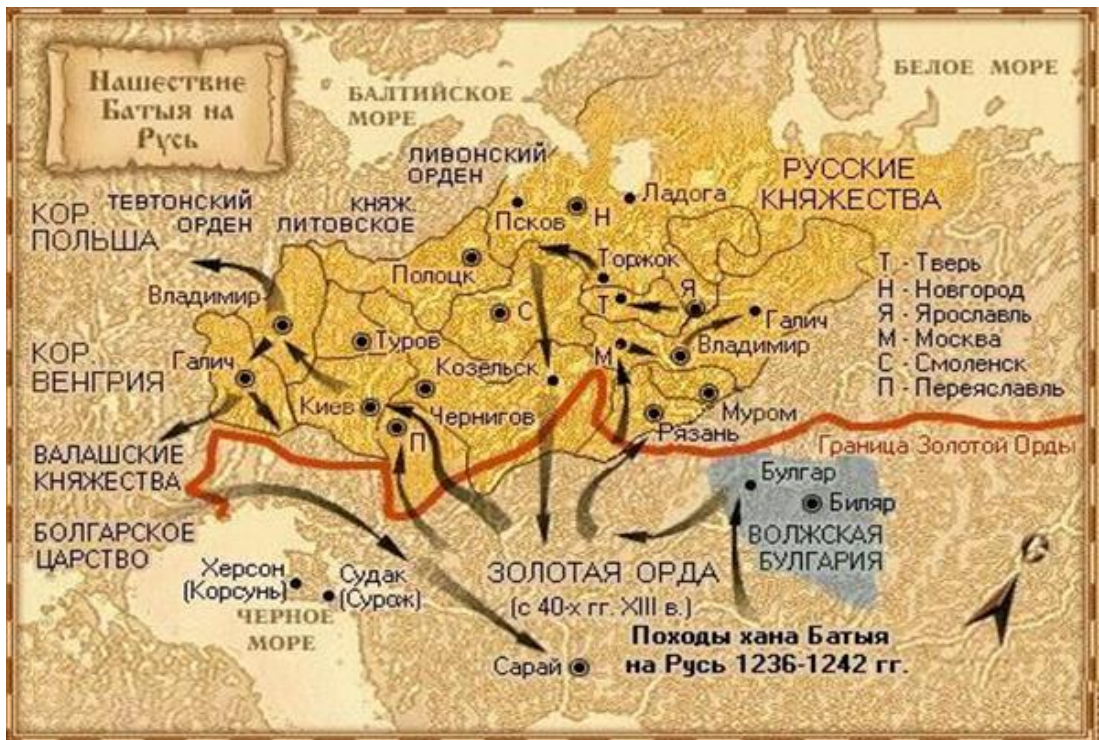 Нашествие
Батыя на
Русь
БАЛТИЙСКОЕ
МОРЕ
БЕЛОЕ МОРЕ
ЛИВОНСКИЙ
ОРДЕН
РУССКИЕ
КНЯЖЕСТВА
ТЕВТОНСКИЙ
ОРДЕН
КНЯЖ.
ЛИТОВСКОЕ
КОР.
ПОЛЬША
Псков
Н
Ладога
Полоцк
Торжок
Т
Я
Т - Тверь
Н - Новгород
Я - Ярославль
М - Москва
С - Смоленск
П - Переяславль
Владимир
С
Галич
Туров
М
Владимир
КОР.
ВЕНГРИЯ
Галич
Козельск
Киев
Чернигов
Муром
П
Рязань
Граница Золотой Орды
ВАЛАШСКИЕ
КНЯЖЕСТВА
Булгар
Биляр
БОЛГАРСКОЕ
ЦАРСТВО
ВОЛЖСКАЯ
БУЛГАРИЯ
С
Херсон
(Корсунь)
Судак
(Сурож)
ЗОЛОТАЯ ОРДА
(с 40-х гг. XIII в.)
ЧЕРНОЕ
МОРЕ
Походы хана Батыя
на Русь 1236-1242 гг.
Сарай